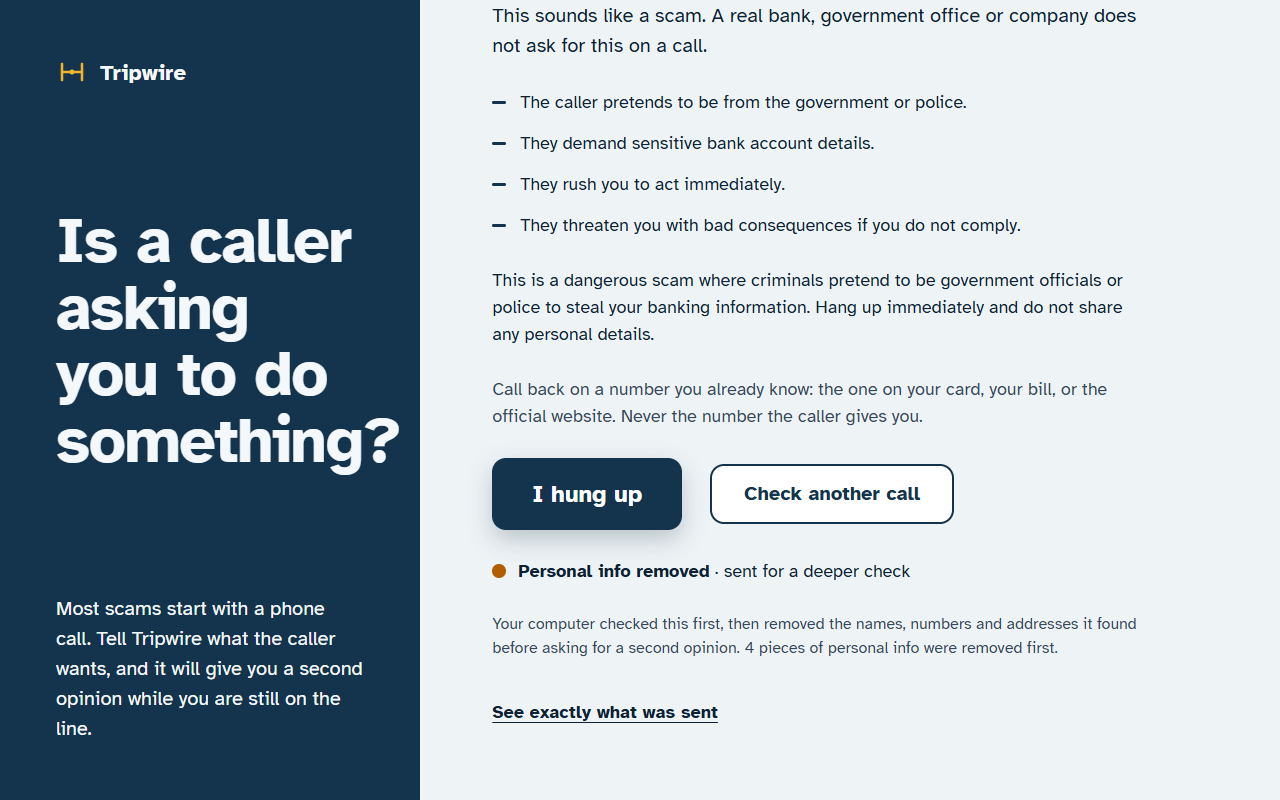 Tripwire
Is a caller
asking
you to do
something?
Most scams start with a phone
call. Tell Tripwire what the caller
wants, and it will give you a second
opinion while you are still on the
line.
This sounds like a scam. A real bank, government office or company does
not ask for this on a call.
The caller pretends to be from the government or police.
They demand sensitive bank account details.
They rush you to act immediately.
They threaten you with bad consequences if you do not comply.
This is a dangerous scam where criminals pretend to be government officials or
police to steal your banking information. Hang up immediately and do not share
any personal details.
Call back on a number you already know: the one on your card, your bill, or the
official website. Never the number the caller gives you.
I hung up
Check another call
Personal info removed · sent for a deeper check
Your computer checked this first, then removed the names, numbers and addresses it found
before asking for a second opinion. 4 pieces of personal info were removed first.
See exactly what was sent